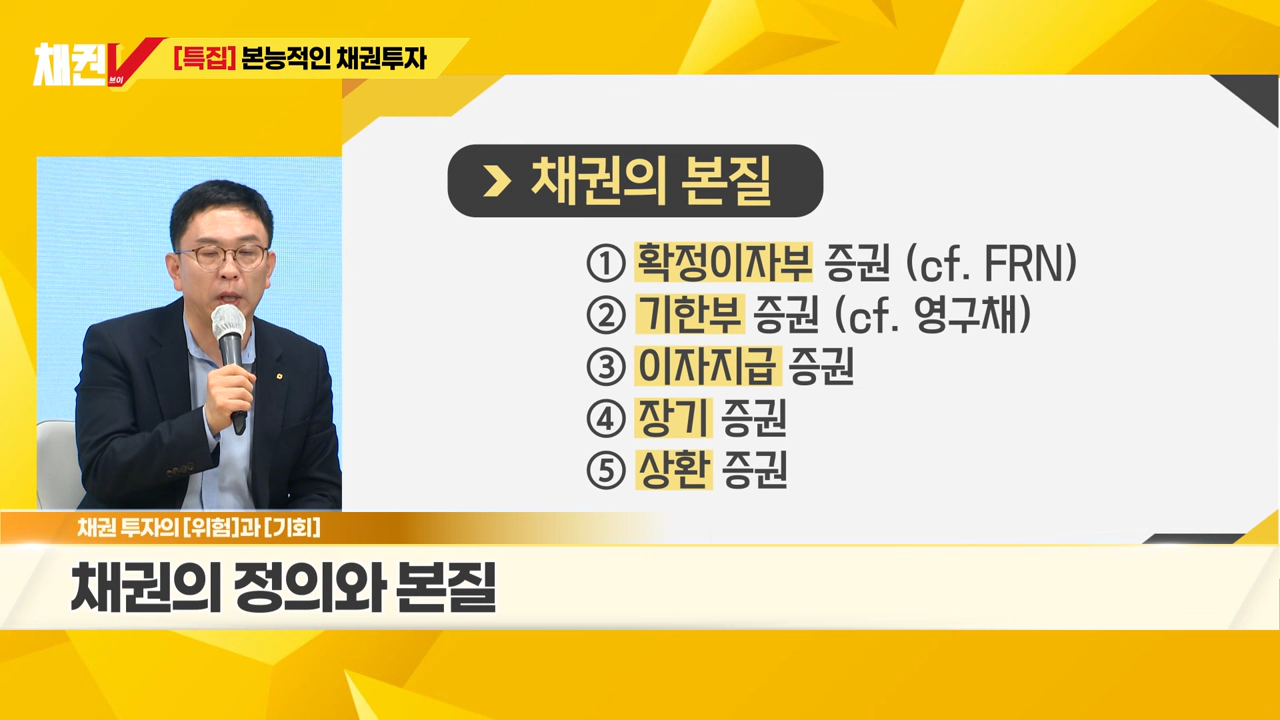 채권V
브이
[특집] 본능적인 채권투자
채권의 본질
① 확정이자부 증권 (cf. FRN)
② 기한부 증권 (cf. 영구채)
③ 이자지급 증권
④ 장기 증권
⑤ 상환 증권
채권 투자의 [위험]과 [기회]
채권의 정의와 본질